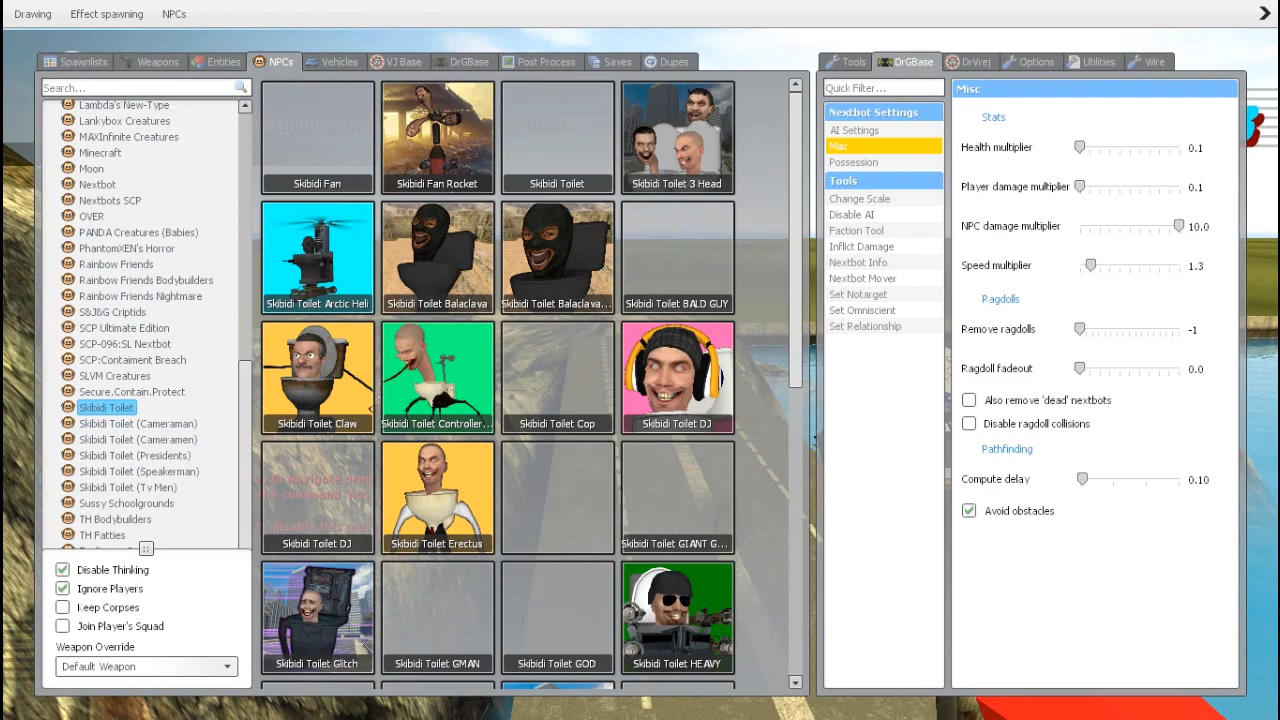 Drawing Effect spawning NPCs
Spawnlists Weapons Entities NPCs Vehicles VJ Base DrGBase Post Process Saves Dupes
Search...
Lambda's New-Type
Lankybox Creatures
MAXInfinite Creatures
Minecraft
Moon
Nextbot
Nextbots SCP
OVER
PANDA Creatures (Babies)
PhantomXEN's Horror
Rainbow Friends
Rainbow Friends Bodybuilders
Rainbow Friends Nightmare
S&J&G Criptids
SCP Ultimate Edition
SCP-096:SL Nextbot
SCP:Contaiment Breach
SLVM Creatures
Secure.Contain.Protect
Skibidi Toilet
Skibidi Toilet (Cameraman)
Skibidi Toilet (Cameramen)
Skibidi Toilet (Presidents)
Skibidi Toilet (Speakerman)
Skibidi Toilet (Tv Men)
Sussy Schoolgrounds
TH Bodybuilders
TH Fatties
Disable Thinking
Ignore Players
Keep Corpses
Join Player's Squad
Weapon Override
Default Weapon
Skibidi Fan Skibidi Fan Rocket Skibidi Toilet Skibidi Toilet 3 Head
Skibidi Toilet Arctic Heli Skibidi Toilet Balaclava Skibidi Toilet Balaclava... Skibidi Toilet BALD GUY
Skibidi Toilet Claw Skibidi Toilet Controller... Skibidi Toilet Cop Skibidi Toilet DJ
Skibidi Toilet DJ Skibidi Toilet Erectus Skibidi Toilet GIANT G...
Skibidi Toilet Glitch Skibidi Toilet GMAN Skibidi Toilet GOD Skibidi Toilet HEAVY
Tools DrGBase DrVrej Options Utilities Wire
Quick Filter...
Nextbot Settings
AI Settings
Misc
Possession
Tools
Change Scale
Disable AI
Faction Tool
Inflict Damage
Nextbot Info
Nextbot Mover
Set Notarget
Set Omniscient
Set Relationship
Misc
Stats
Health multiplier 0.1
Player damage multiplier 0.1
NPC damage multiplier 10.0
Speed multiplier 1.3
Ragdolls
Remove ragdolls -1
Ragdoll fadeout 0.0
Also remove 'dead' nextbots
Disable ragdoll collisions
Pathfinding
Compute delay 0.10
Avoid obstacles